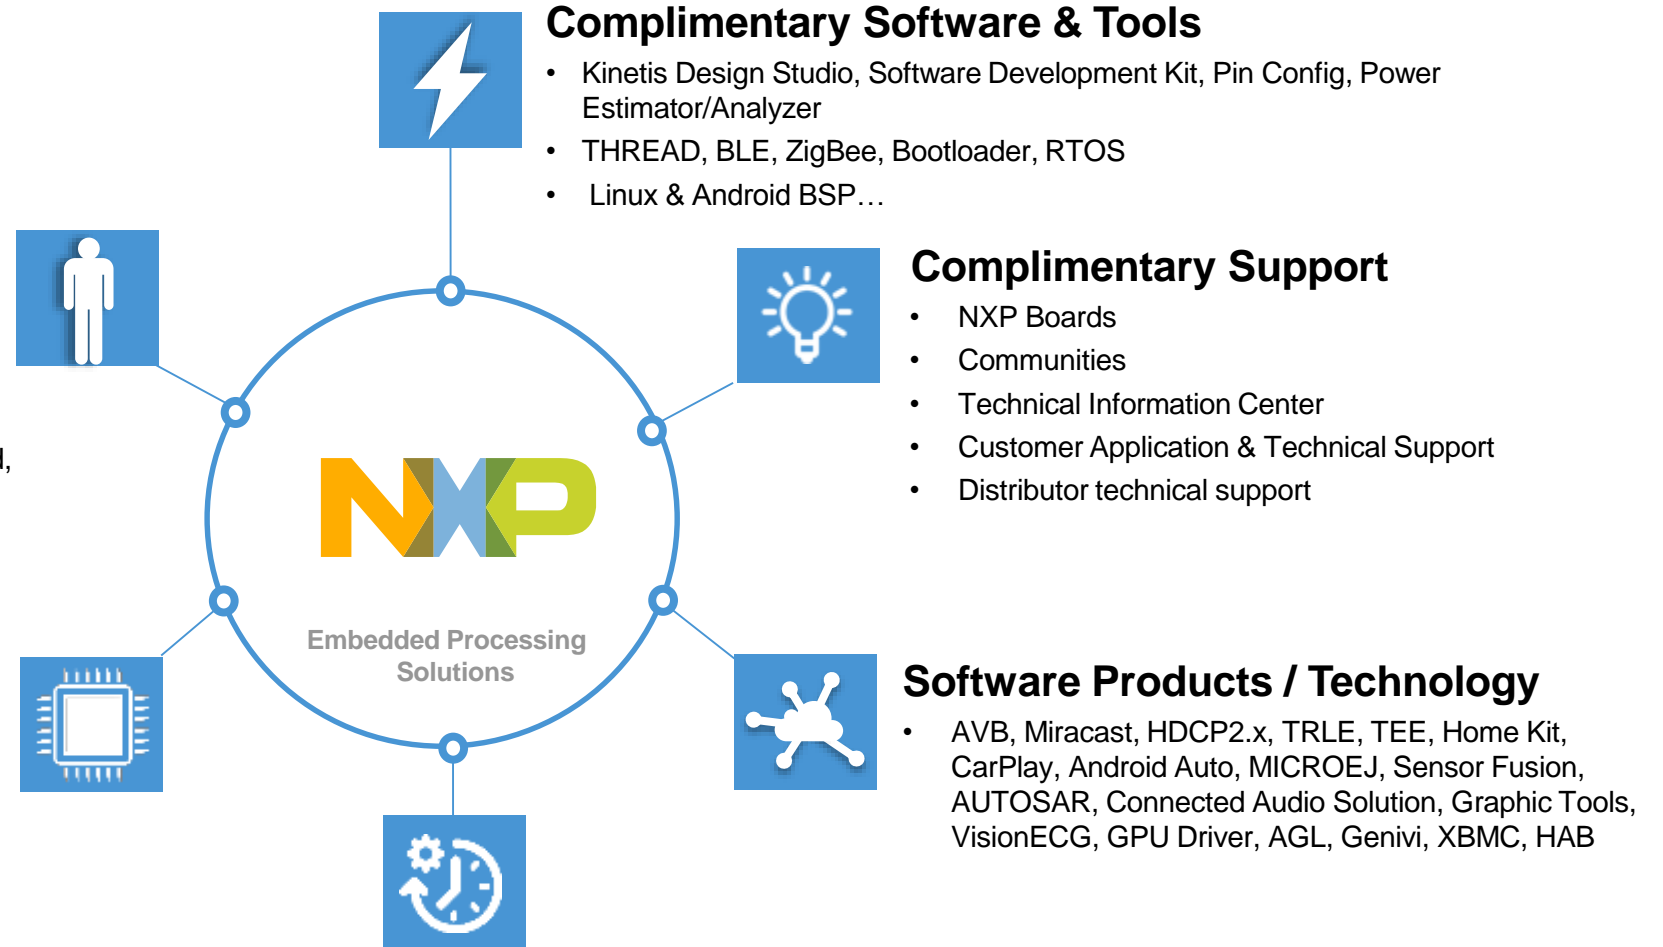 Complimentary Software & Tools
• Kinetis Design Studio, Software Development Kit, Pin Config, Power
Estimator/Analyzer
• THREAD, BLE, ZigBee, Bootloader, RTOS
• Linux & Android BSP…
Complimentary Support
• NXP Boards
• Communities
• Technical Information Center
• Customer Application & Technical Support
• Distributor technical support
NXP
Embedded Processing
Solutions
Software Products / Technology
• AVB, Miracast, HDCP2.x, TRLE, TEE, Home Kit,
CarPlay, Android Auto, MICROEJ, Sensor Fusion,
AUTOSAR, Connected Audio Solution, Graphic Tools,
VisionECG, GPU Driver, AGL, Genivi, XBMC, HAB